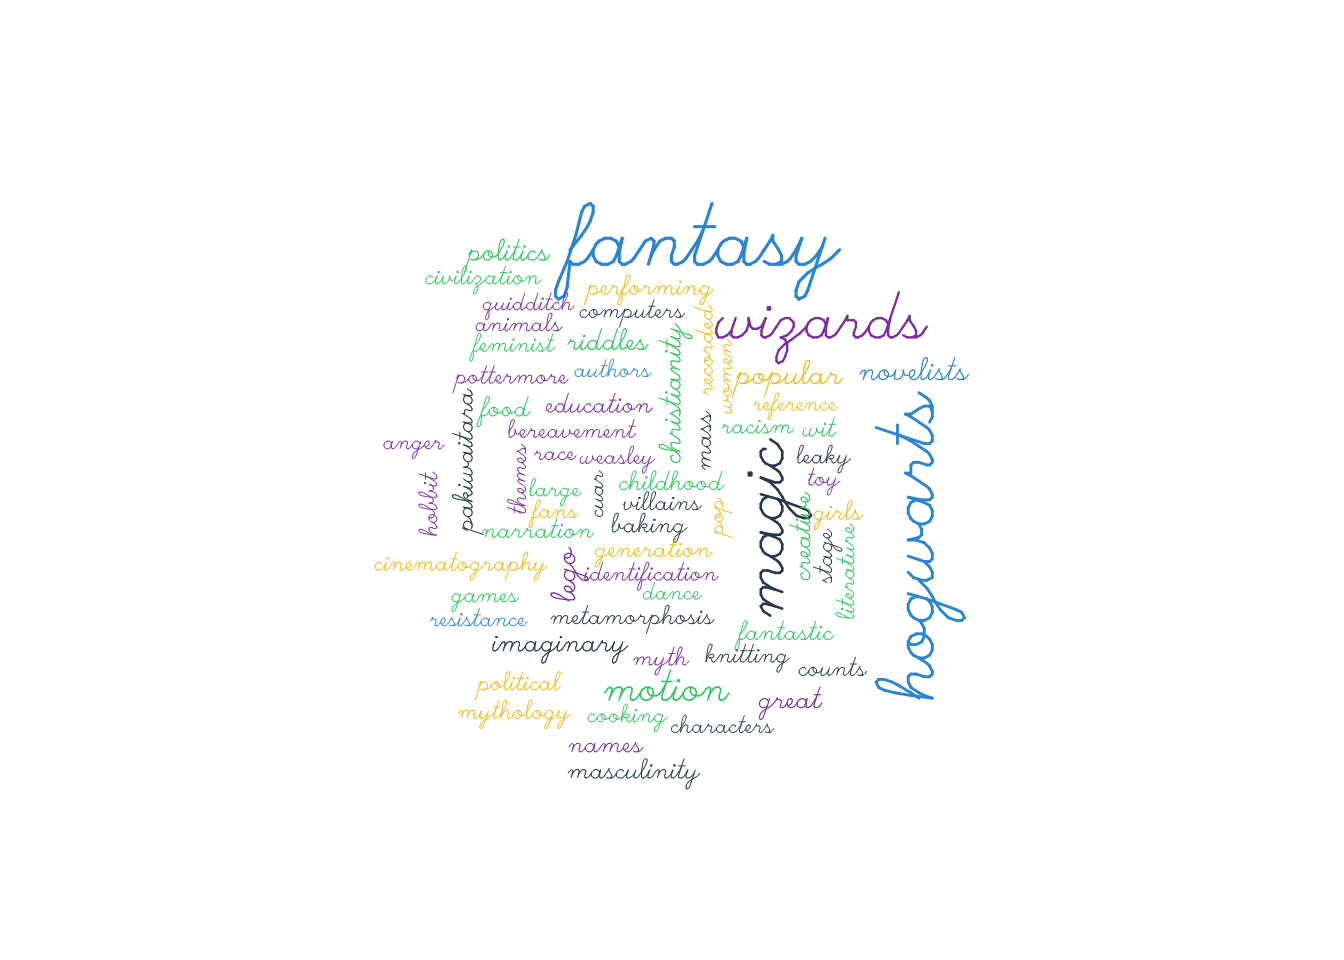 fantasy
politics
civilization
performing
quidditch
computers
wizards
animals
recorded
feminist
riddles
christianity
women
pottermore
authors
popular
novelists
food
education
reference
hogwarts
pakiwaitara
bereavement
mass
racism
wit
anger
race
weasley
magic
leaky
hobbit
themes
large
cuar
childhood
toy
fans
villains
pop
creative
girls
narration
baking
stage
literature
cinematography
lego
generation
identification
games
dance
resistance
metamorphosis
fantastic
imaginary
myth
knitting
counts
political
motion
great
mythology
cooking
characters
names
masculinity